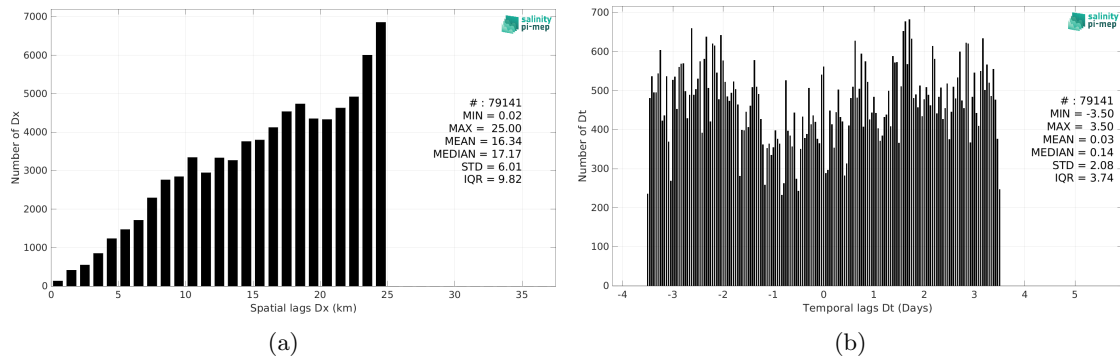 7000
6000
5000
4000
3000
2000
1000
0
Number of Dx
0 5 10 15 20 25 30 35
Spatial lags Dx (km)
salinity
pi-mep
# : 79141
MIN = 0.02
MAX = 25.00
MEAN = 16.34
MEDIAN = 17.17
STD = 6.01
IQR = 9.82
(a)
700
600
500
400
300
200
100
0
Number of Dt
-4 -3 -2 -1 0 1 2 3 4 5
Temporal lags Dt (Days)
salinity
pi-mep
# : 79141
MIN = -3.50
MAX = 3.50
MEAN = 0.03
MEDIAN = 0.14
STD = 2.08
IQR = 3.74
(b)